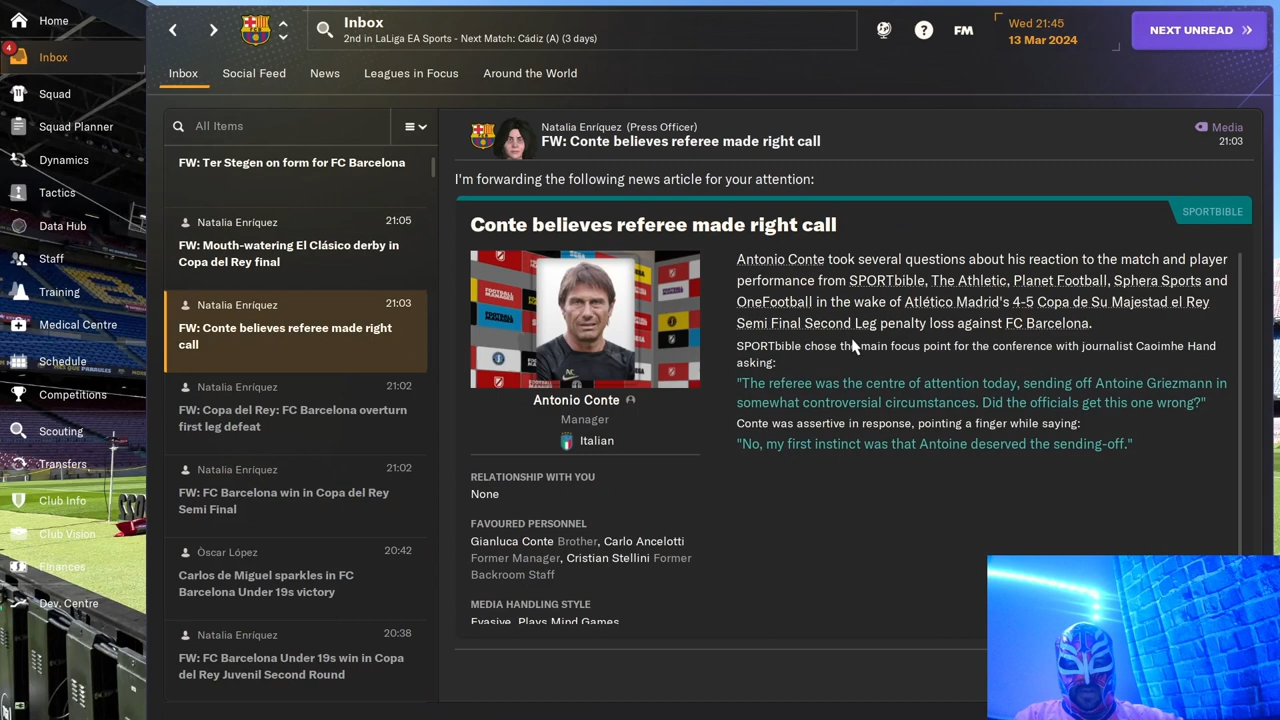 Home
4
Inbox
Squad
Squad Planner
Dynamics
Tactics
Data Hub
Staff
Training
Medical Centre
Schedule
Competitions
Scouting
Transfers
Club Info
Club Vision
Finances
Dev. Centre
Inbox
2nd in LaLiga EA Sports - Next Match: Cádiz (A) (3 days)
?
FM
Wed 21:45
13 Mar 2024
NEXT UNREAD
Inbox
Social Feed
News
Leagues in Focus
Around the World
All Items
FW: Ter Stegen on form for FC Barcelona
Natalia Enríquez
21:05
FW: Mouth-watering El Clásico derby in
Copa del Rey final
Natalia Enríquez
21:03
FW: Conte believes referee made right
call
Natalia Enríquez
21:02
FW: Copa del Rey: FC Barcelona overturn
first leg defeat
Natalia Enríquez
21:02
FW: FC Barcelona win in Copa del Rey
Semi Final
Òscar López
20:42
Carlos de Miguel sparkles in FC
Barcelona Under 19s victory
Natalia Enríquez
20:38
FW: FC Barcelona Under 19s win in Copa
del Rey Juvenil Second Round
Natalia Enríquez (Press Officer)
FW: Conte believes referee made right call
Media
21:03
I'm forwarding the following news article for your attention:
SPORTBIBLE
Conte believes referee made right call
Antonio Conte
Manager
Italian
RELATIONSHIP WITH YOU
None
FAVOURED PERSONNEL
Gianluca Conte Brother, Carlo Ancelotti
Former Manager, Cristian Stellini Former
Backroom Staff
MEDIA HANDLING STYLE
Evasive, Plays Mind Games
Antonio Conte took several questions about his reaction to the match and player
performance from SPORTbible, The Athletic, Planet Football, Sphera Sports and
OneFootball in the wake of Atlético Madrid's 4-5 Copa de Su Majestad el Rey
Semi Final Second Leg penalty loss against FC Barcelona.
SPORTbible chose the main focus point for the conference with journalist Caoimhe Hand
asking:
"The referee was the centre of attention today, sending off Antoine Griezmann in
somewhat controversial circumstances. Did the officials get this one wrong?"
Conte was assertive in response, pointing a finger while saying:
"No, my first instinct was that Antoine deserved the sending-off."